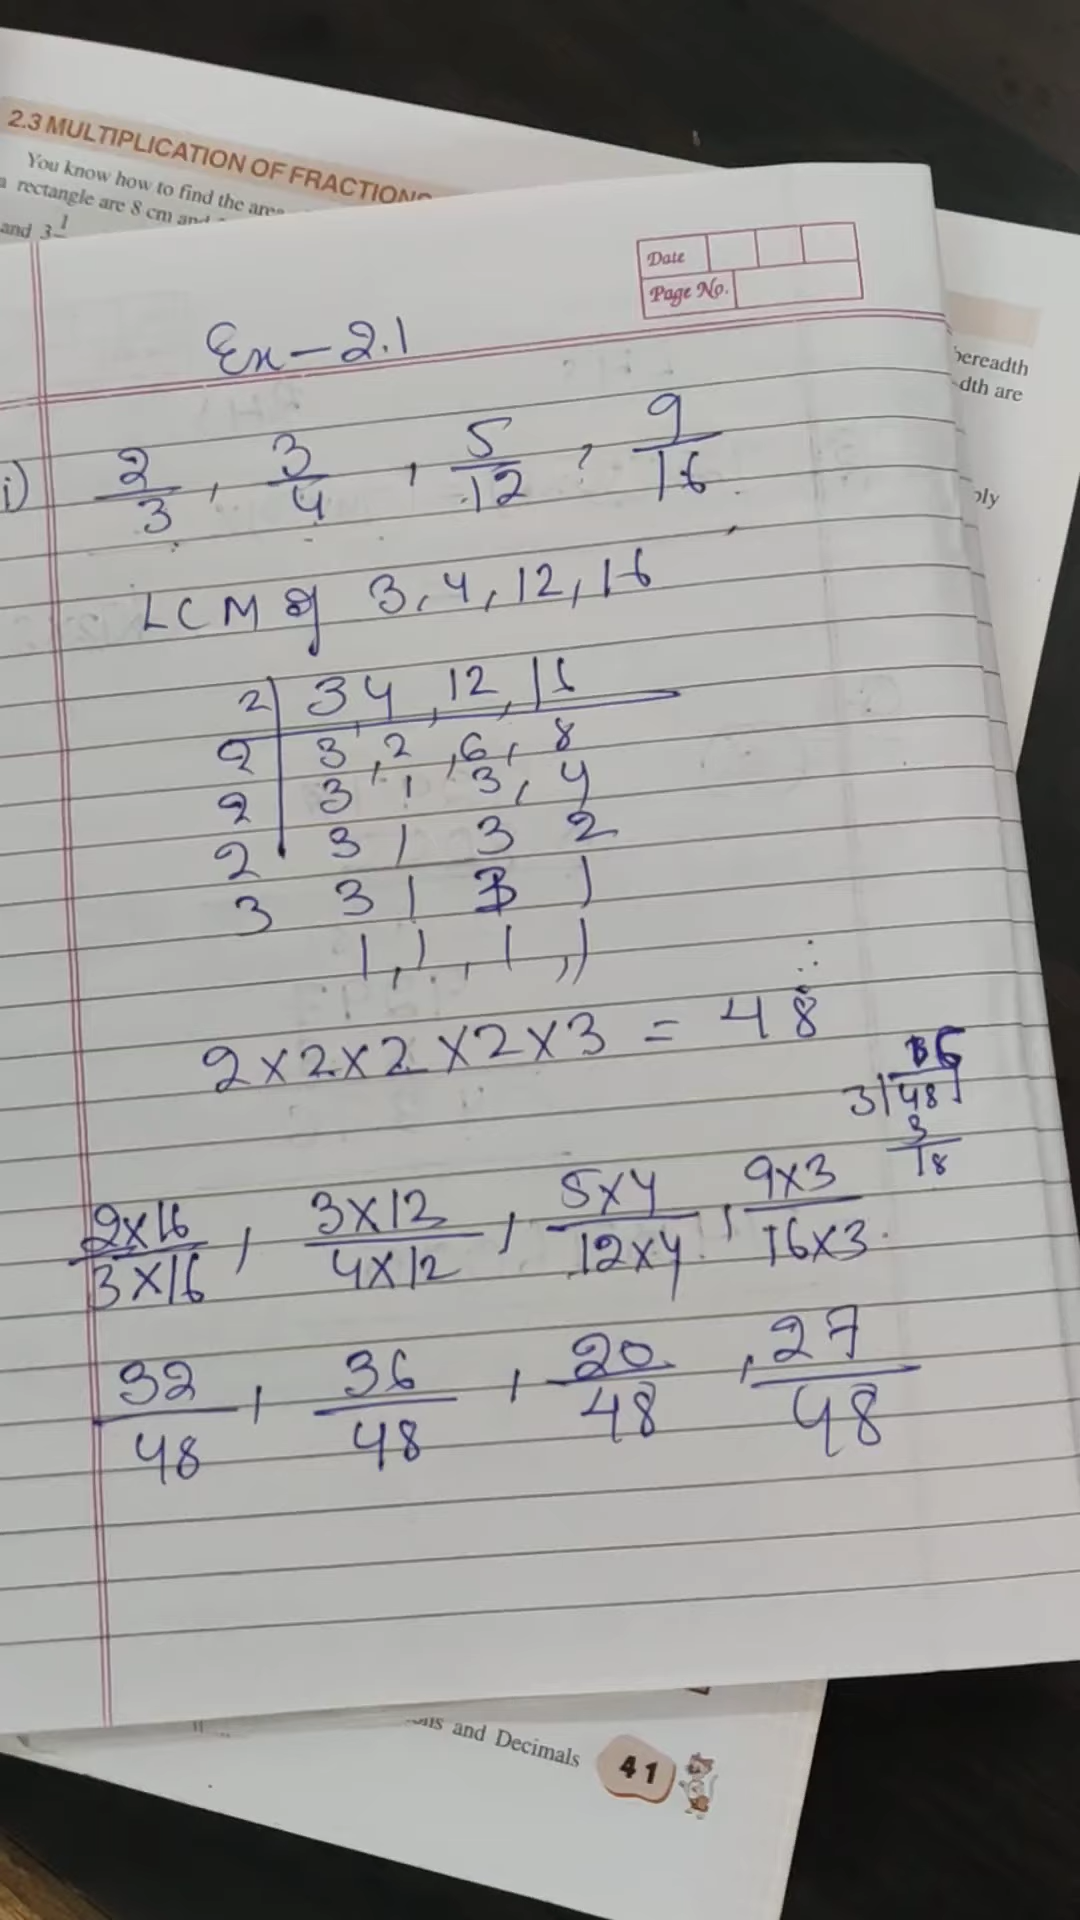 2.3 MULTIPLICATION OF FRACTIONS
You know how to find the area
a rectangle are 8 cm and
and 3 1
Date
Page No.
bereadth
dth are
ply
Ex - 2.1
i) 2/3 , 3/4 , 5/12 , 9/16
LCM of 3, 4, 12, 16
2 | 3, 4, 12, 16
2 | 3, 2, 6, 8
2 | 3, 1 3, 4
2 3 1 3 2
3 3 1 3 1
1, 1, 1, 1
2 × 2 × 2 × 2 × 3 = 48
16
3 | 48
3
18
2×16/3×16 , 3×12/4×12 , 5×4/12×4 , 9×3/16×3
32/48 , 36/48 , 20/48 , 27/48
and Decimals 41